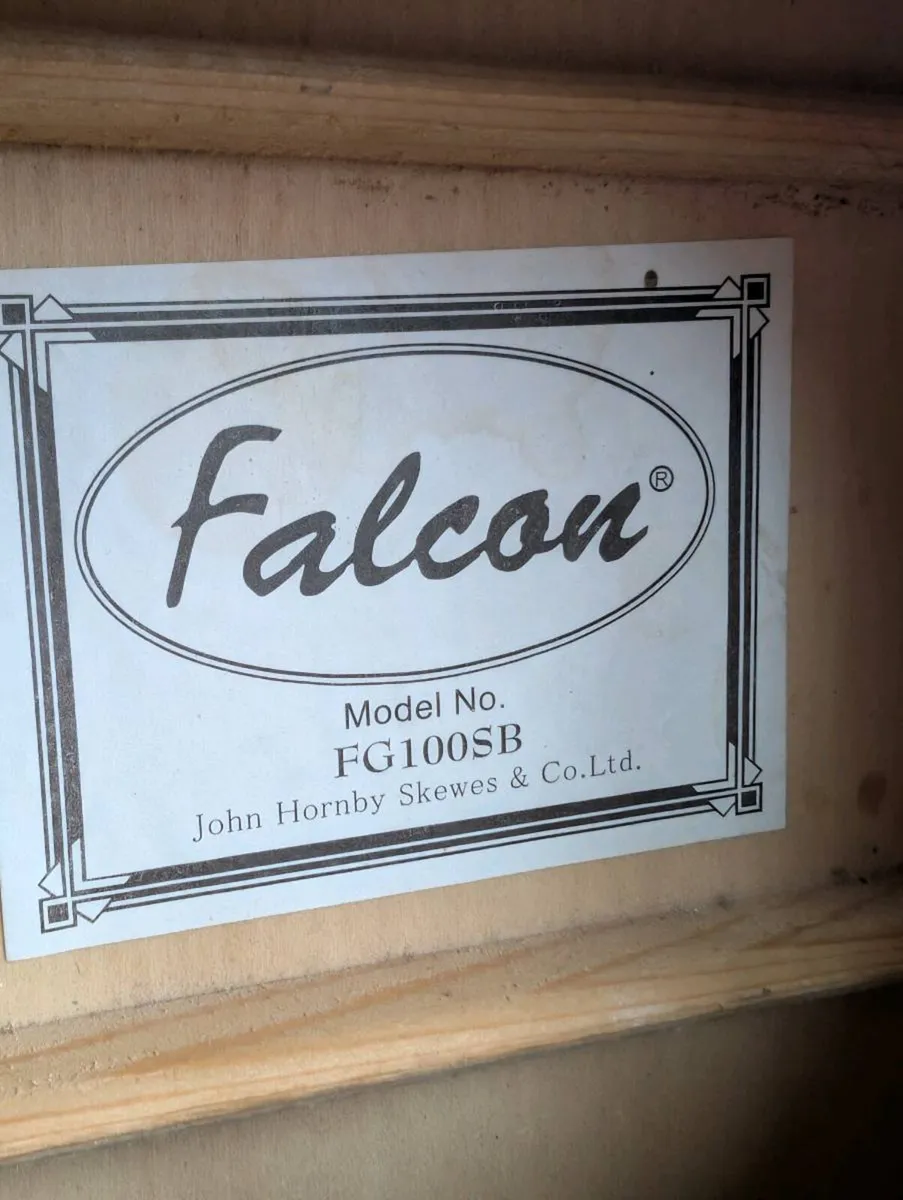 Falcon®
Model No.
FG100SB
John Hornby Skewes & Co.Ltd.